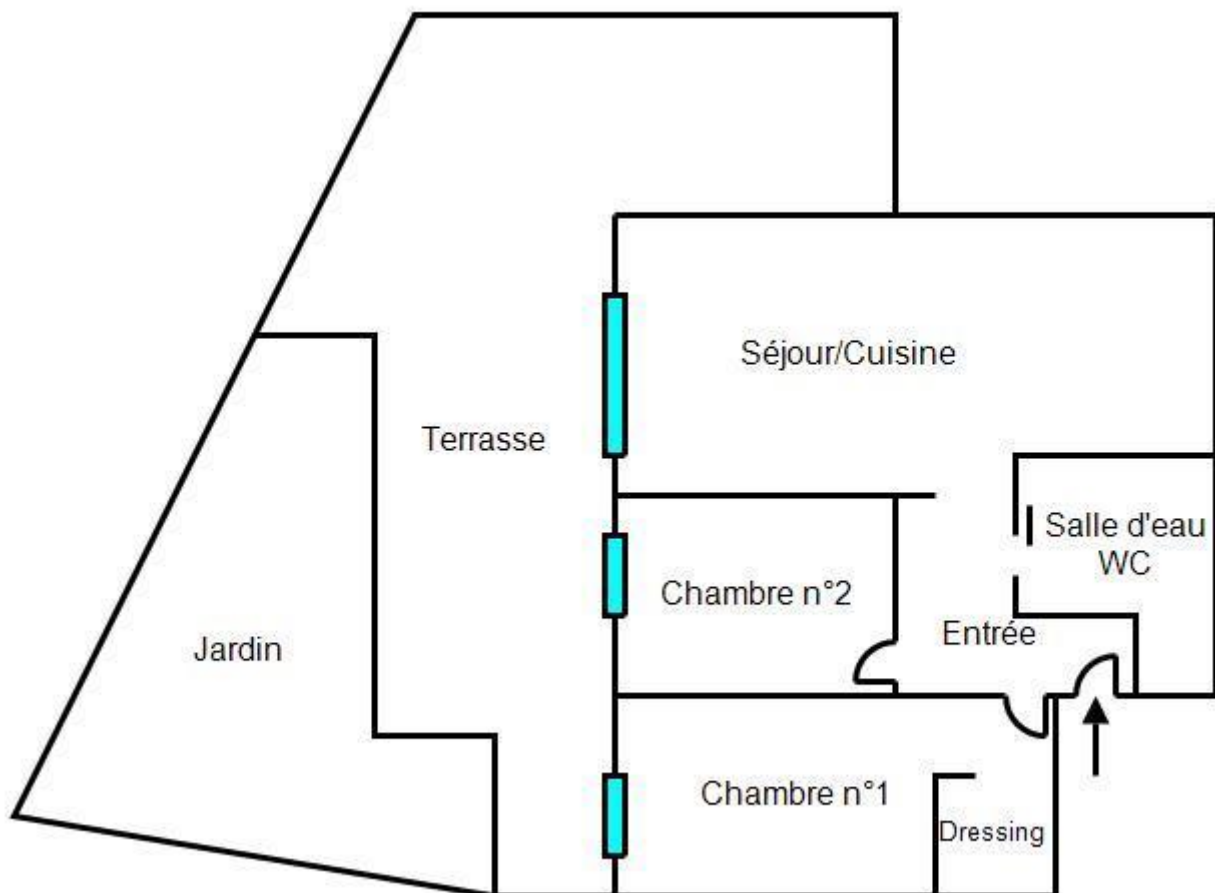 Séjour/Cuisine
Terrasse
Salle d'eau
WC
Chambre n°2
Entrée
Jardin
Chambre n°1
Dressing